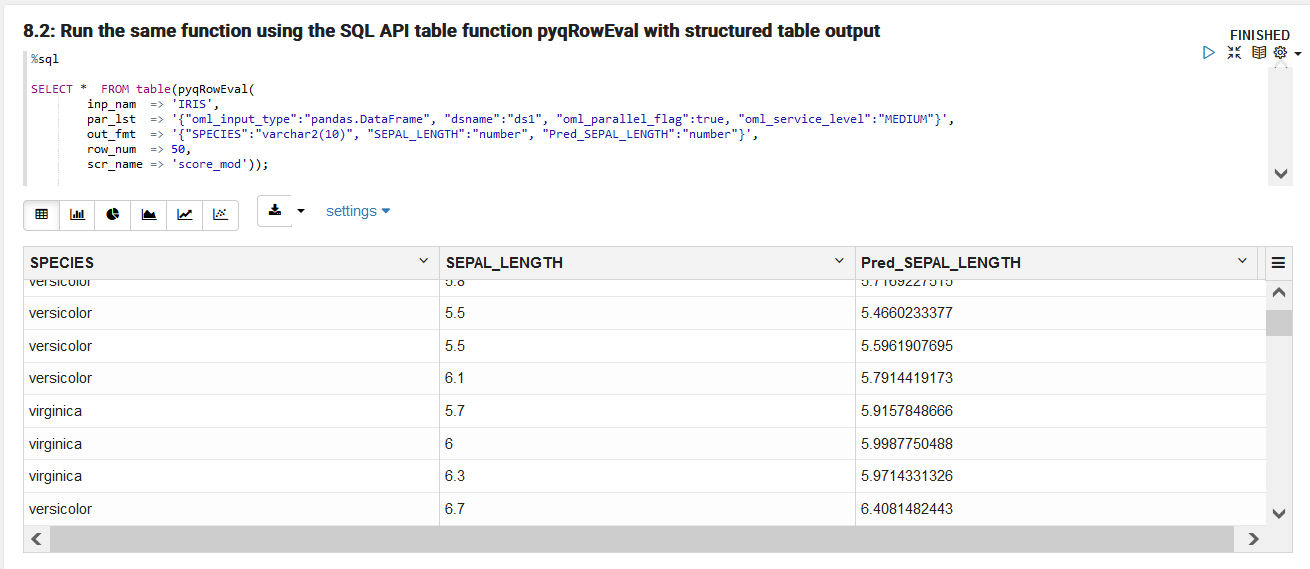 8.2: Run the same function using the SQL API table function pyqRowEval with structured table output
FINISHED
%sql
SELECT *  FROM table(pyqRowEval(
        inp_nam  => 'IRIS',
        par_lst  => '{"oml_input_type":"pandas.DataFrame", "dsname":"ds1", "oml_parallel_flag":true, "oml_service_level":"MEDIUM"}',
        out_fmt  => '{"SPECIES":"varchar2(10)", "SEPAL_LENGTH":"number", "Pred_SEPAL_LENGTH":"number"}',
        row_num  => 50,
        scr_name => 'score_mod'));
settings
SPECIES SEPAL_LENGTH Pred_SEPAL_LENGTH
versicolor 5.8 5.7169227515
versicolor 5.5 5.4660233377
versicolor 5.5 5.5961907695
versicolor 6.1 5.7914419173
virginica 5.7 5.9157848666
virginica 6 5.9987750488
virginica 6.3 5.9714331326
versicolor 6.7 6.4081482443